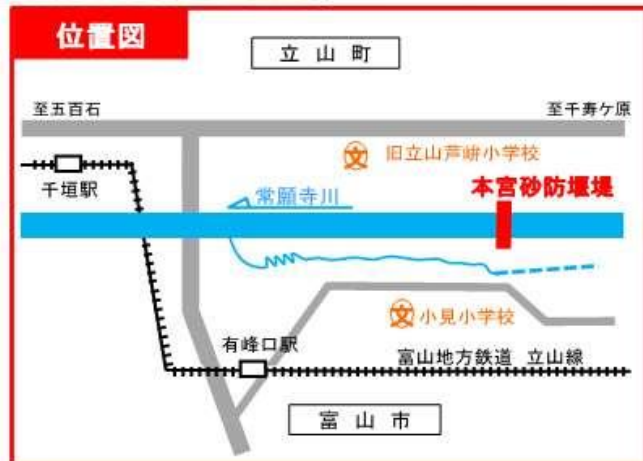 位置図
立山町
至五百石
至千寿ケ原
文
旧立山芦峅小学校
千垣駅
常願寺川
本宮砂防堰堤
文
小見小学校
有峰口駅
富山地方鉄道 立山線
富山市